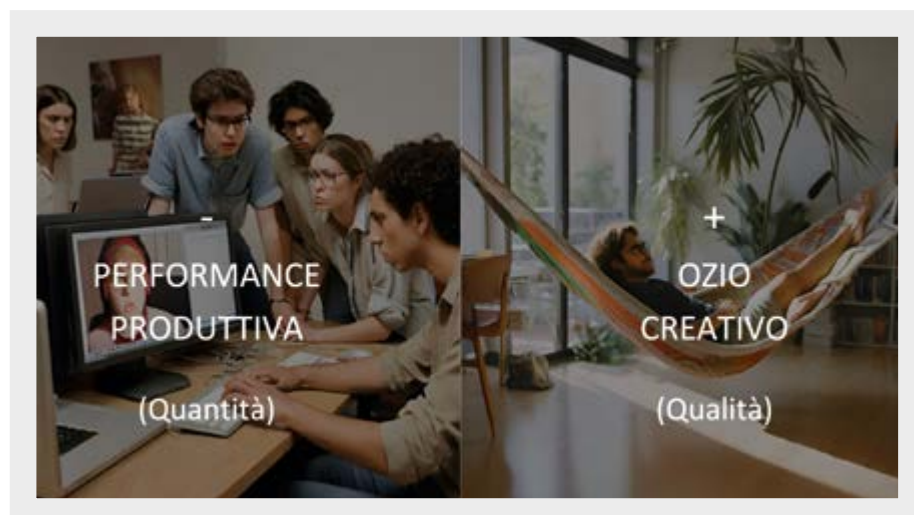 -
PERFORMANCE
PRODUTTIVA
(Quantità)
+
OZIO
CREATIVO
(Qualità)